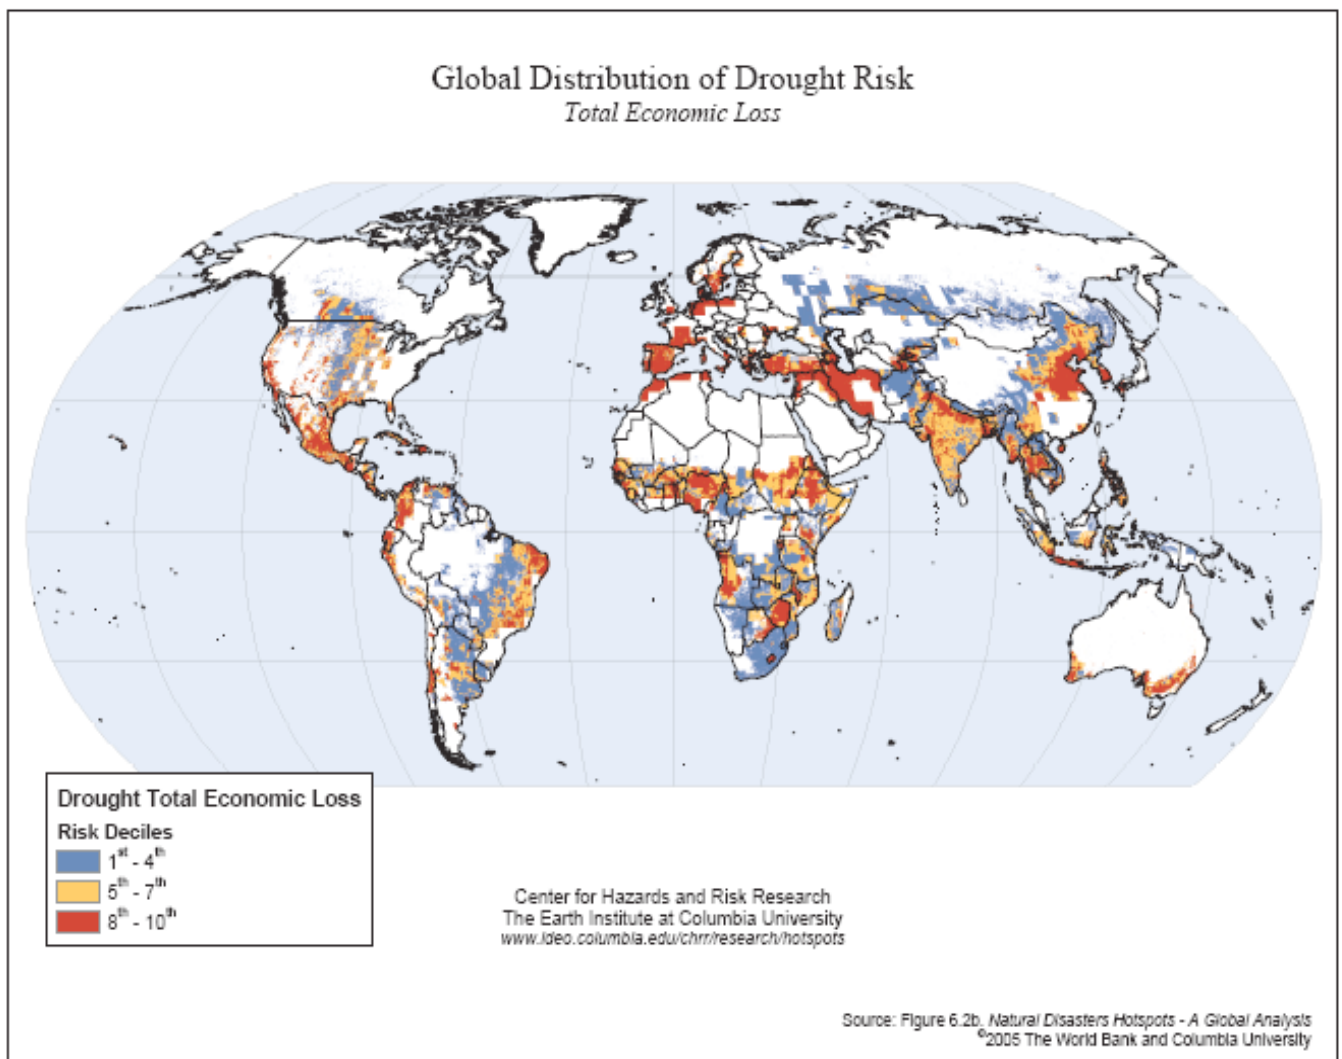 Global Distribution of Drought Risk
Total Economic Loss
Drought Total Economic Loss
Risk Deciles
1st - 4th
5th - 7th
8th - 10th
Center for Hazards and Risk Research
The Earth Institute at Columbia University
www.ldeo.columbia.edu/chrr/research/hotspots
Source: Figure 6.2b. Natural Disasters Hotspots - A Global Analysis
©2005 The World Bank and Columbia University